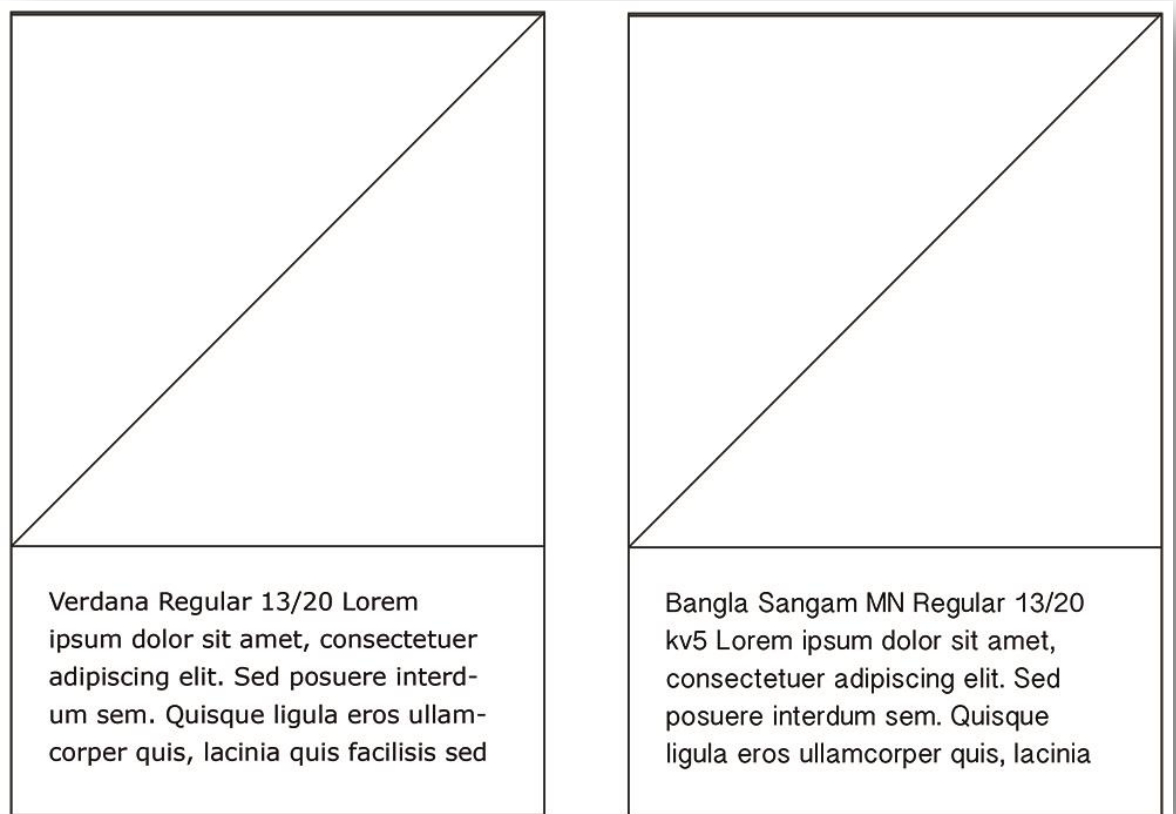 Verdana Regular 13/20 Lorem
ipsum dolor sit amet, consectetuer
adipiscing elit. Sed posuere interd-
um sem. Quisque ligula eros ullam-
corper quis, lacinia quis facilisis sed
Bangla Sangam MN Regular 13/20
kv5 Lorem ipsum dolor sit amet,
consectetuer adipiscing elit. Sed
posuere interdum sem. Quisque
ligula eros ullamcorper quis, lacinia